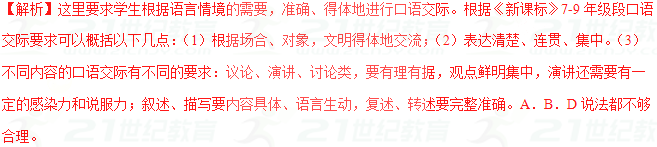 【解析】这里要求学生根据语言情境的需要，准确、得体地进行口语交际。根据《新课标》7-9 年级段口语
交际要求可以概括以下几点：（1）根据场合、对象，文明得体地交流；（2）表达清楚、连贯、集中。（3）
不同内容的口语交际有不同的要求：议论、演讲、讨论类，要有理有据，观点鲜明集中，演讲还需要有一
定的感染力和说服力；叙述、描写要内容具体、语言生动，复述、转述要完整准确。A．B．D 说法都不够
合理。
21世纪教育